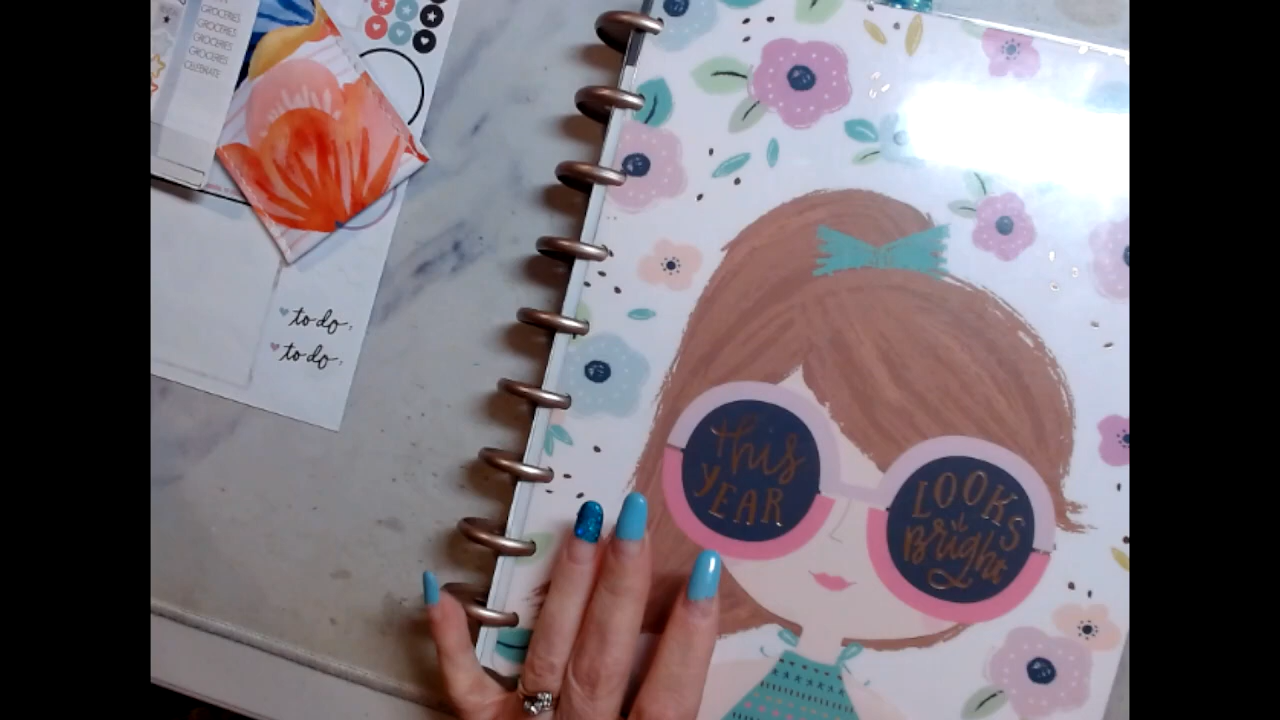 GROCERIES
GROCERIES
GROCERIES
GROCERIES
CELEBRATE
to do,
to do,
this
YEAR
LOOKS
Bright